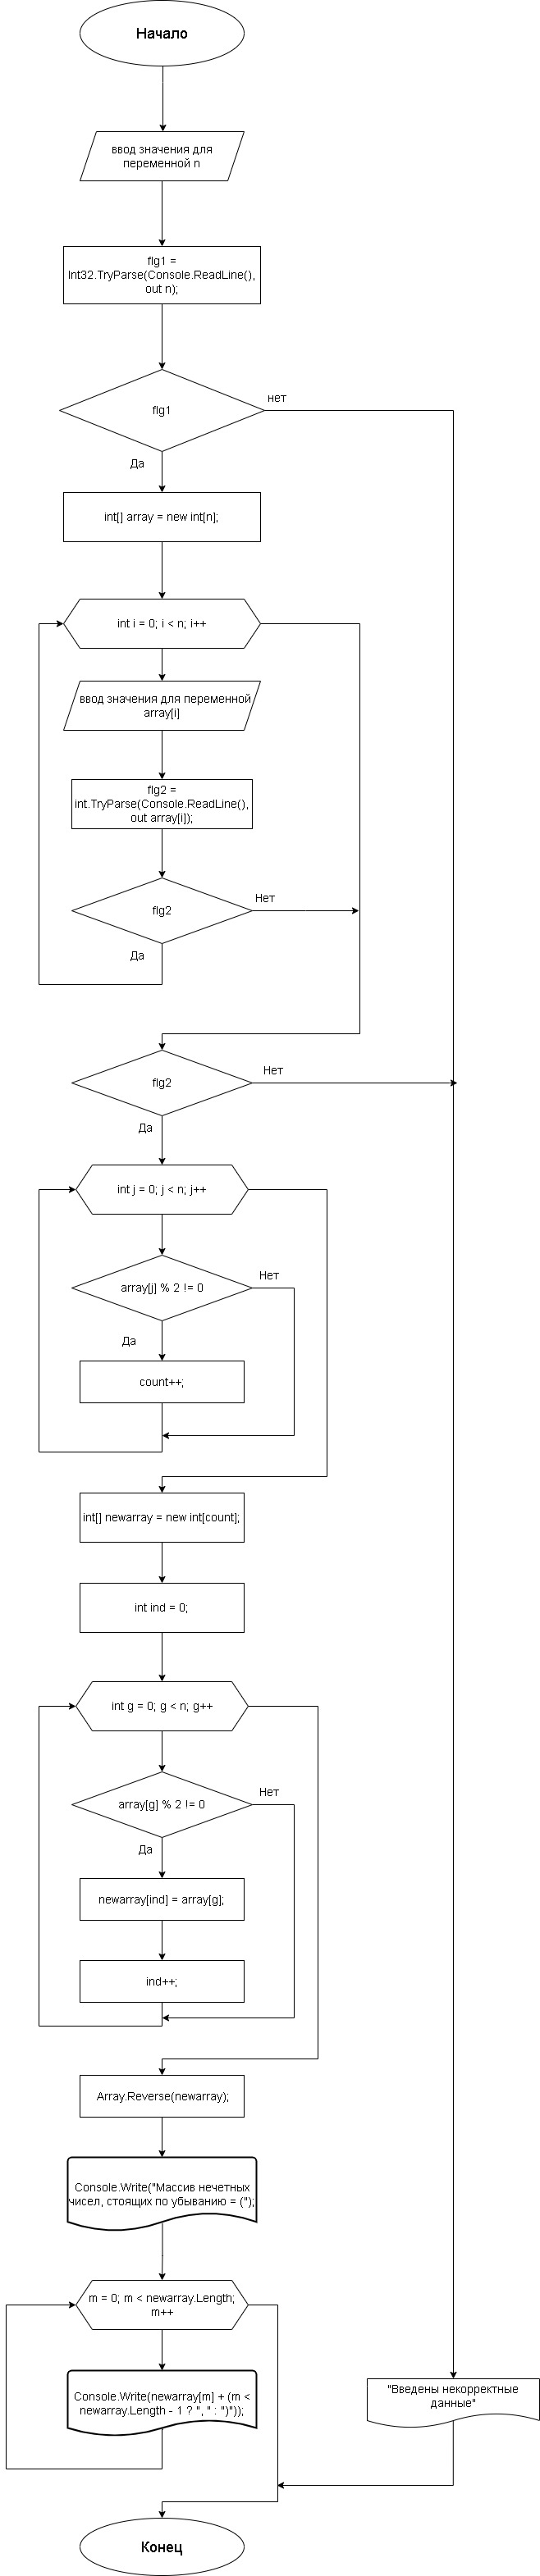 Начало
ввод значения для
переменной n
flg1 =
Int32.TryParse(Console.ReadLine(),
out n);
flg1
нет
Да
int[] array = new int[n];
int i = 0; i < n; i++
ввод значения для переменной
array[i]
flg2 =
int.TryParse(Console.ReadLine(),
out array[i]);
flg2
Нет
Да
flg2
Нет
Да
int j = 0; j < n; j++
array[j] % 2 != 0
Нет
Да
count++;
int[] newarray = new int[count];
int ind = 0;
int g = 0; g < n; g++
array[g] % 2 != 0
Нет
Да
newarray[ind] = array[g];
ind++;
Array.Reverse(newarray);
Console.Write("Массив нечетных
чисел, стоящих по убыванию = (");
m = 0; m < newarray.Length;
m++
Console.Write(newarray[m] + (m <
newarray.Length - 1 ? ", " : ")"));
"Введены некорректные
данные"
Конец